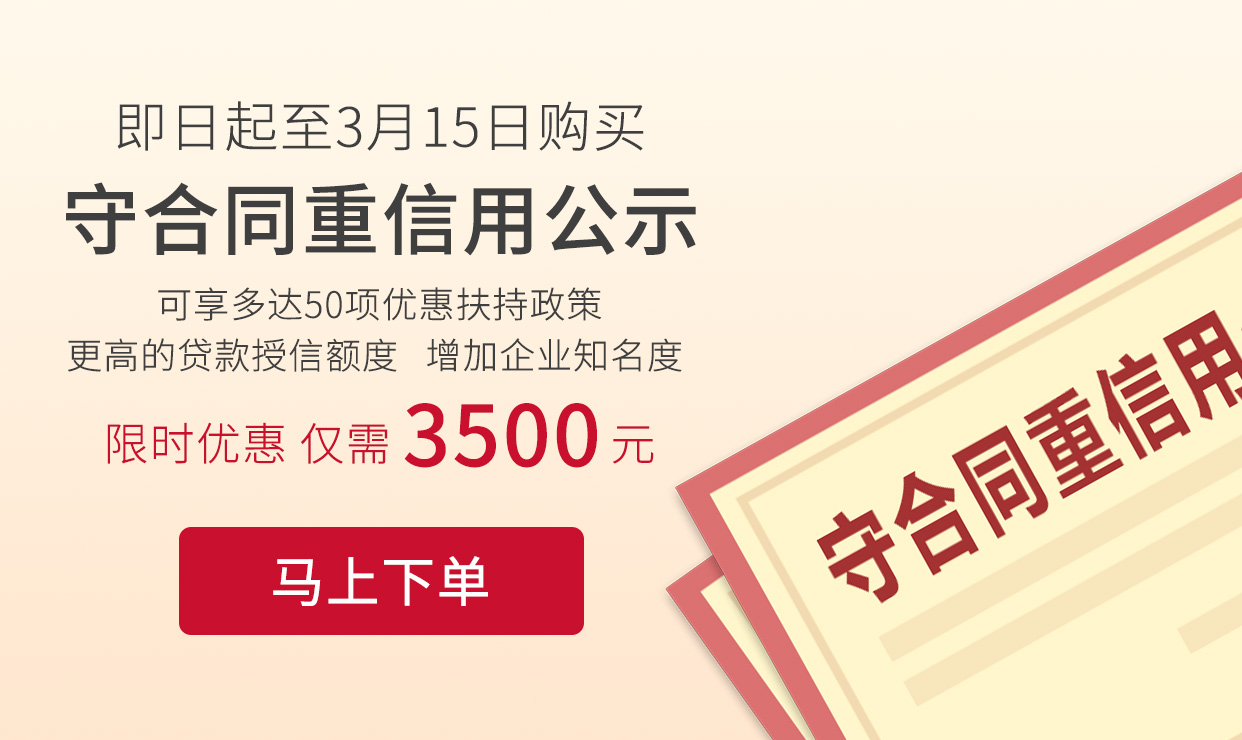 即日起至3月15日购买
守合同重信用公示
可享多达50项优惠扶持政策
更高的贷款授信额度 增加企业知名度
限时优惠 仅需 3500 元
马上下单
守合同重信用